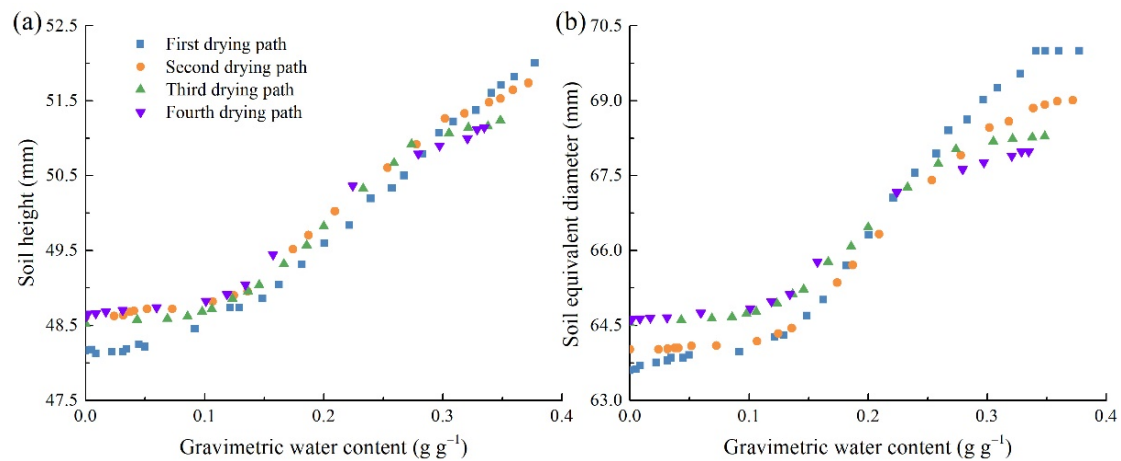 (a)
52.5
51.5
50.5
49.5
48.5
47.5
Soil height (mm)
First drying path
Second drying path
Third drying path
Fourth drying path
0.0
0.1
0.2
0.3
0.4
Gravimetric water content (g g⁻¹)
(b)
70.5
69.0
67.5
66.0
64.5
63.0
Soil equivalent diameter (mm)
0.0
0.1
0.2
0.3
0.4
Gravimetric water content (g g⁻¹)